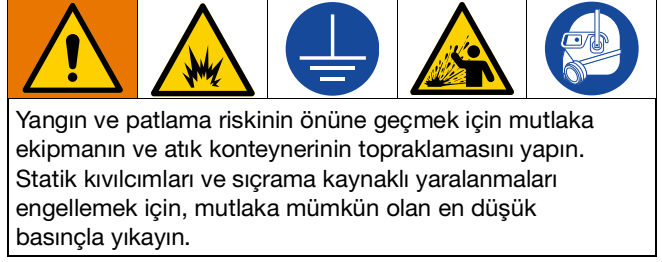 Yangın ve patlama riskinin önüne geçmek için mutlaka
ekipmanın ve atık konteynerinin topraklamasını yapın.
Statik kıvılcımları ve sıçrama kaynaklı yaralanmaları
engellemek için, mutlaka mümkün olan en düşük
basınçla yıkayın.